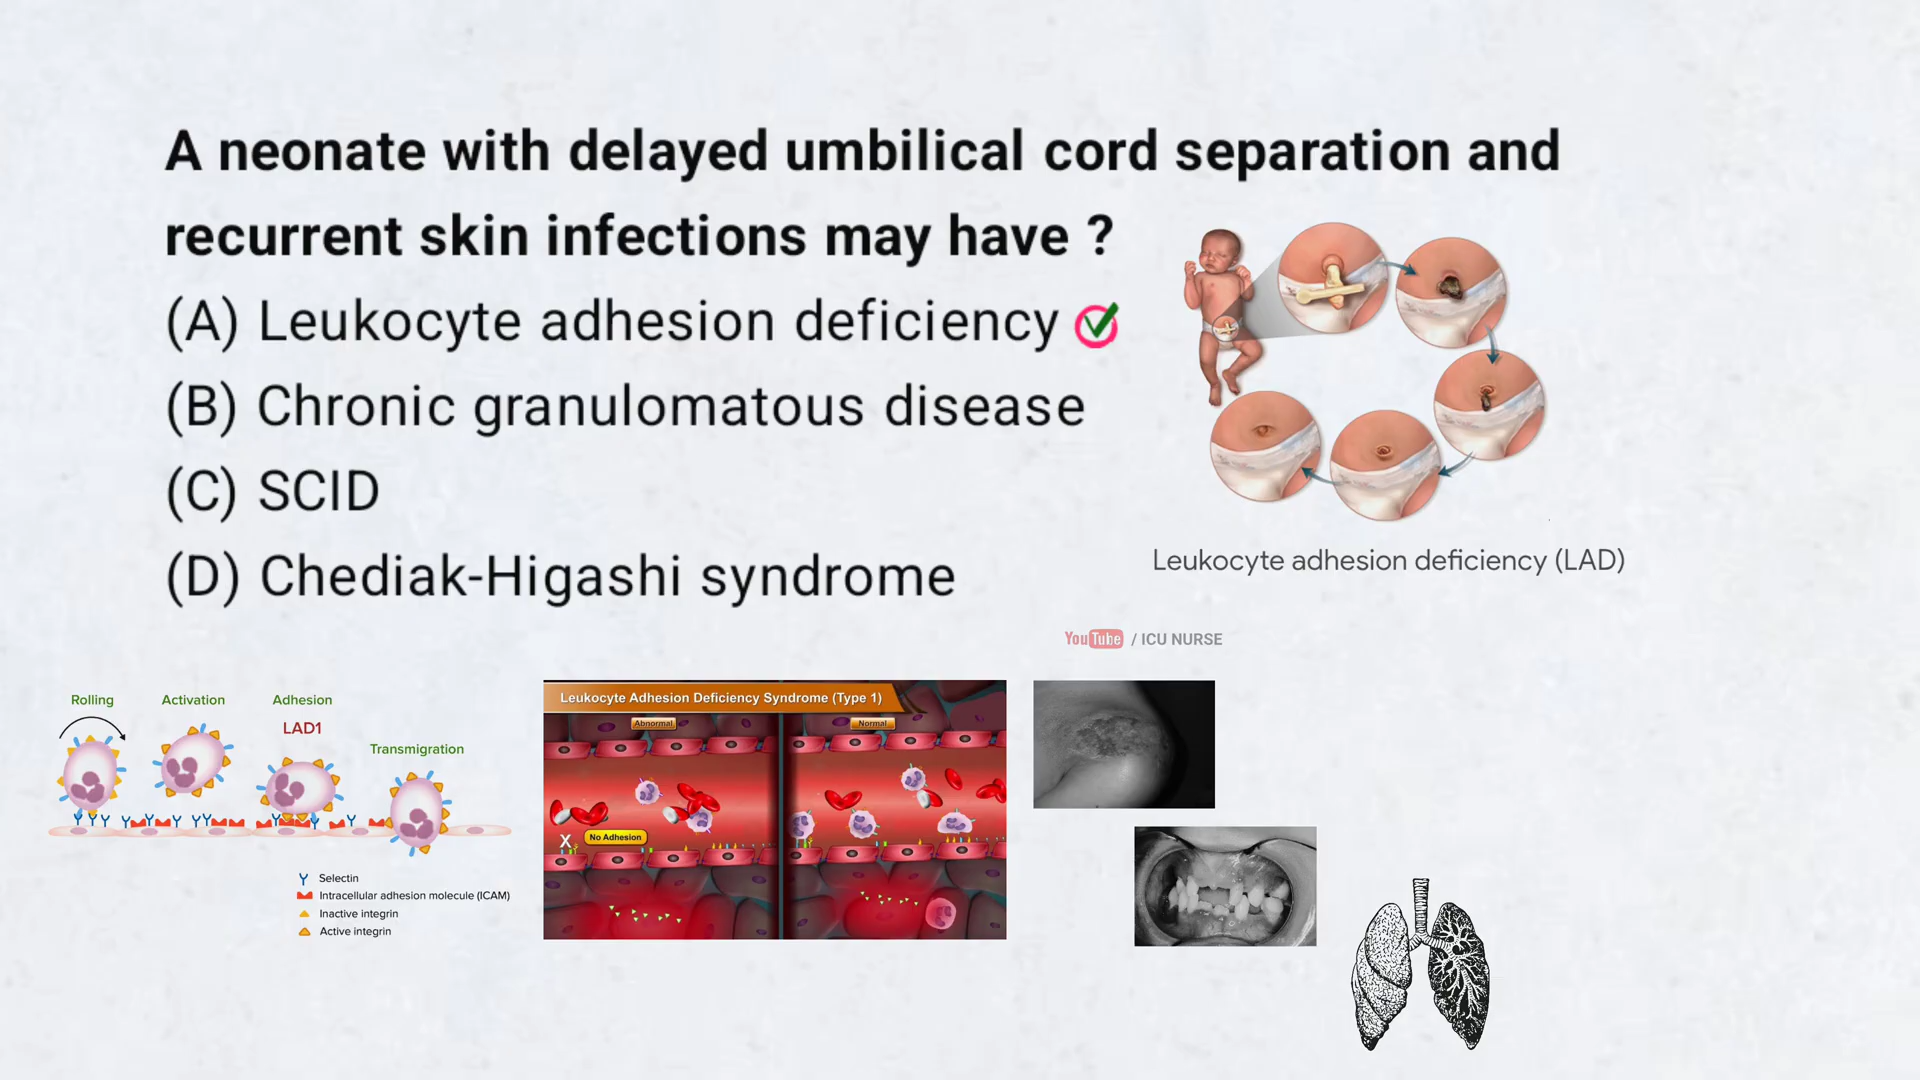 A neonate with delayed umbilical cord separation and
recurrent skin infections may have ?
(A) Leukocyte adhesion deficiency
(B) Chronic granulomatous disease
(C) SCID
(D) Chediak-Higashi syndrome
Leukocyte adhesion deficiency (LAD)
YouTube / ICU NURSE
Rolling
Activation
Adhesion
LAD1
Transmigration
Selectin
Intracellular adhesion molecule (ICAM)
Inactive integrin
Active integrin
Leukocyte Adhesion Deficiency Syndrome (Type 1)
Abnormal
Normal
X
No Adhesion